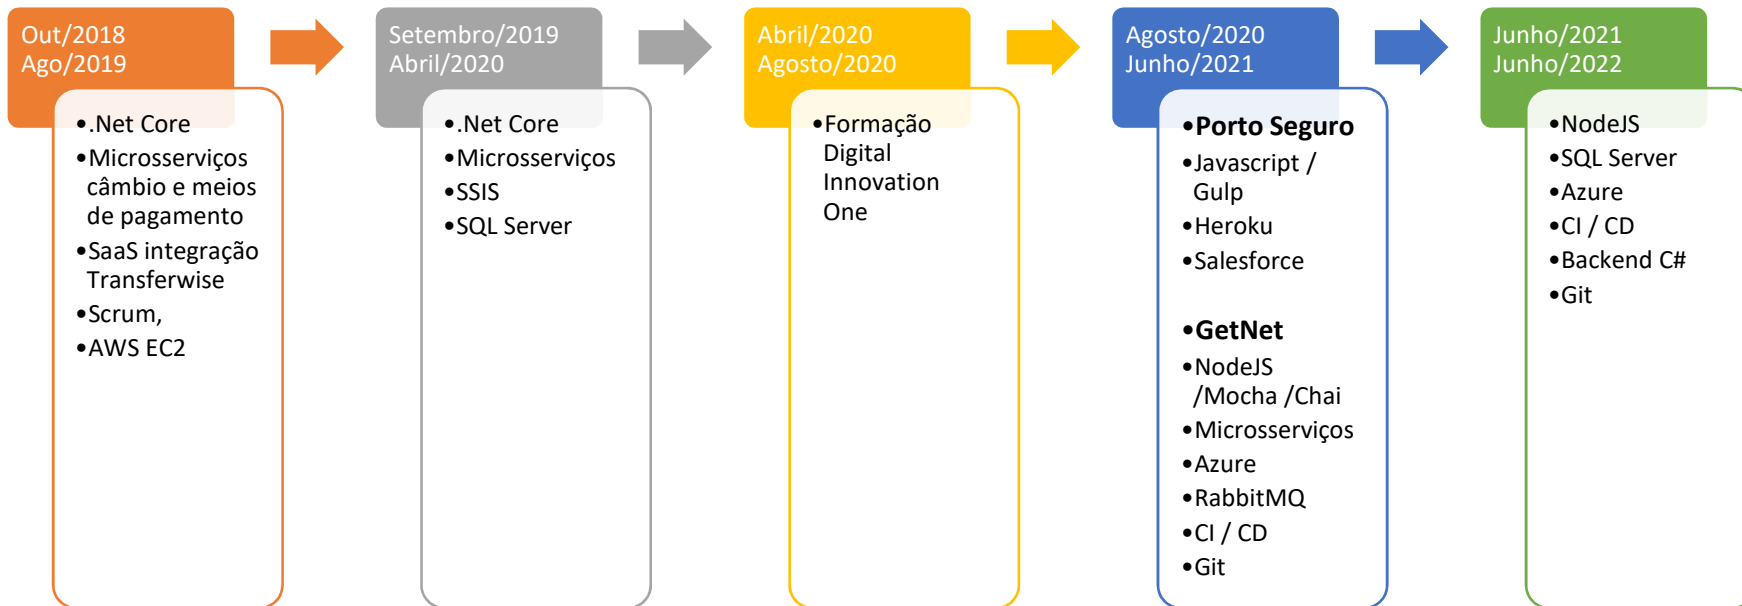 Out/2018
Ago/2019
•.Net Core
•Microsserviços
câmbio e meios
de pagamento
•SaaS integração
Transferwise
•Scrum,
•AWS EC2
Setembro/2019
Abril/2020
•.Net Core
•Microsserviços
•SSIS
•SQL Server
Abril/2020
Agosto/2020
•Formação
Digital
Innovation
One
Agosto/2020
Junho/2021
•Porto Seguro
•Javascript /
Gulp
•Heroku
•Salesforce
•GetNet
•NodeJS
/Mocha /Chai
•Microsserviços
•Azure
•RabbitMQ
•CI / CD
•Git
Junho/2021
Junho/2022
•NodeJS
•SQL Server
•Azure
•CI / CD
•Backend C#
•Git